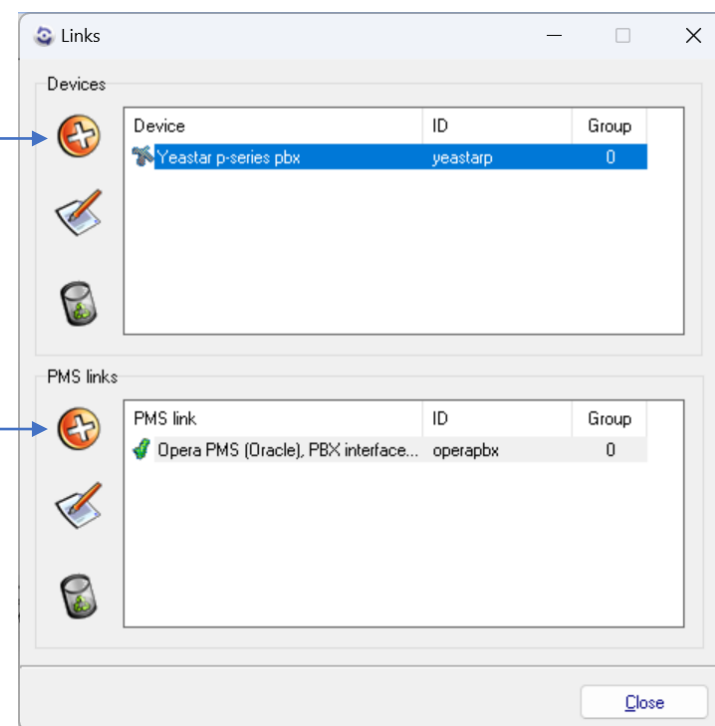 Links
Devices
Device ID Group
Yeastar p-series pbx yeastarp 0
PMS links
PMS link ID Group
Opera PMS (Oracle), PBX interface... operapbx 0
Close